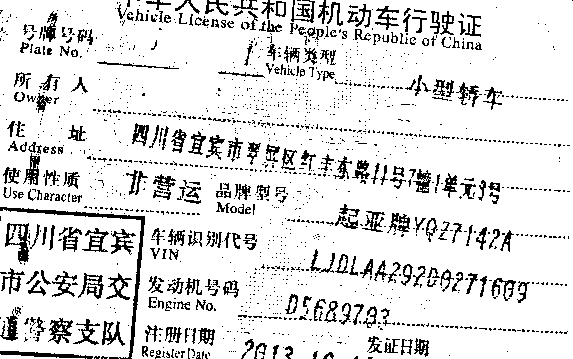 中华人民共和国机动车行驶证
Vehicle License of the People's Republic of China
号牌号码
Plate No.
车辆类型
Vehicle Type
小型轿车
所有人
Owner
住址
Address
四川省宜宾市翠屏区红丰东路11号7幢1单元9号
使用性质
Use Character
非营运
品牌型号
Model
起亚牌YQZ7142A
四川省宜宾
市公安局交
通警察支队
车辆识别代号
VIN
LJDLAA29200271609
发动机号码
Engine No.
D5689703
注册日期
Register Date
2013
发证日期